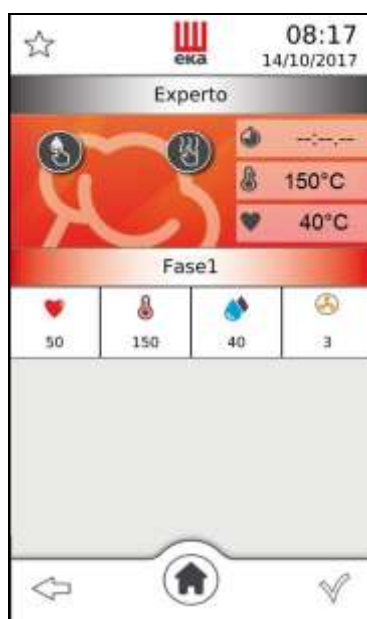 08:17
eka
14/10/2017
Experto
--:--.--
150°C
40°C
Fase1
50 150 40 3